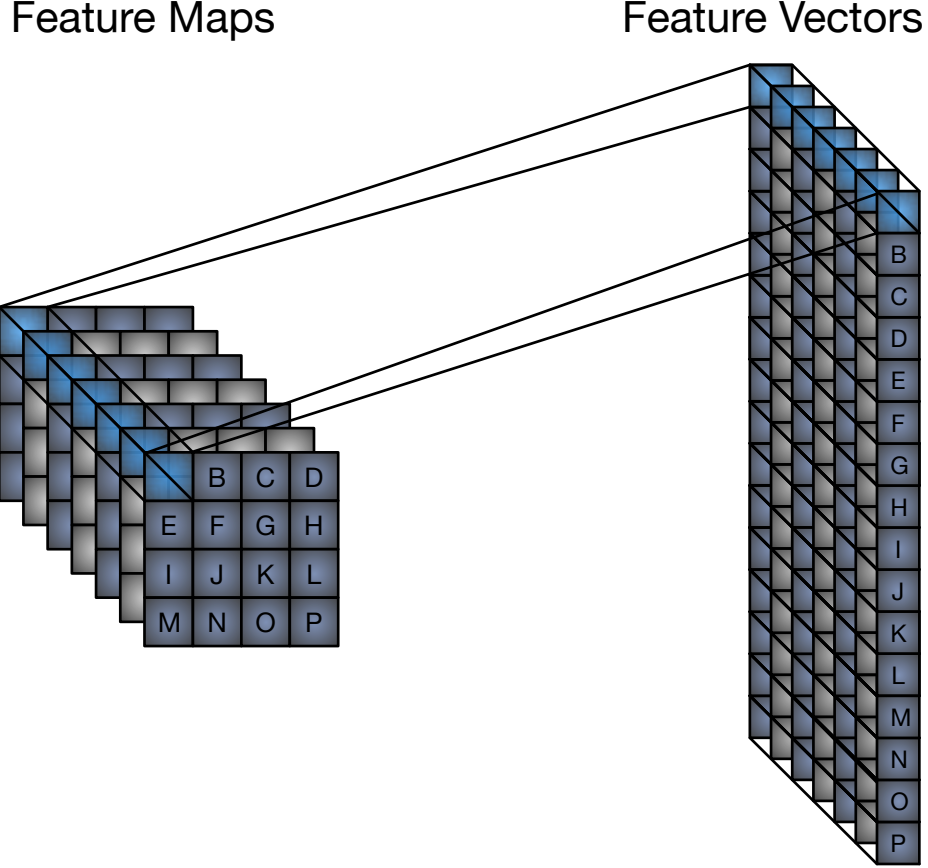 Feature Maps
Feature Vectors
B C D
E F G H
I J K L
M N O P
B
C
D
E
F
G
H
I
J
K
L
M
N
O
P